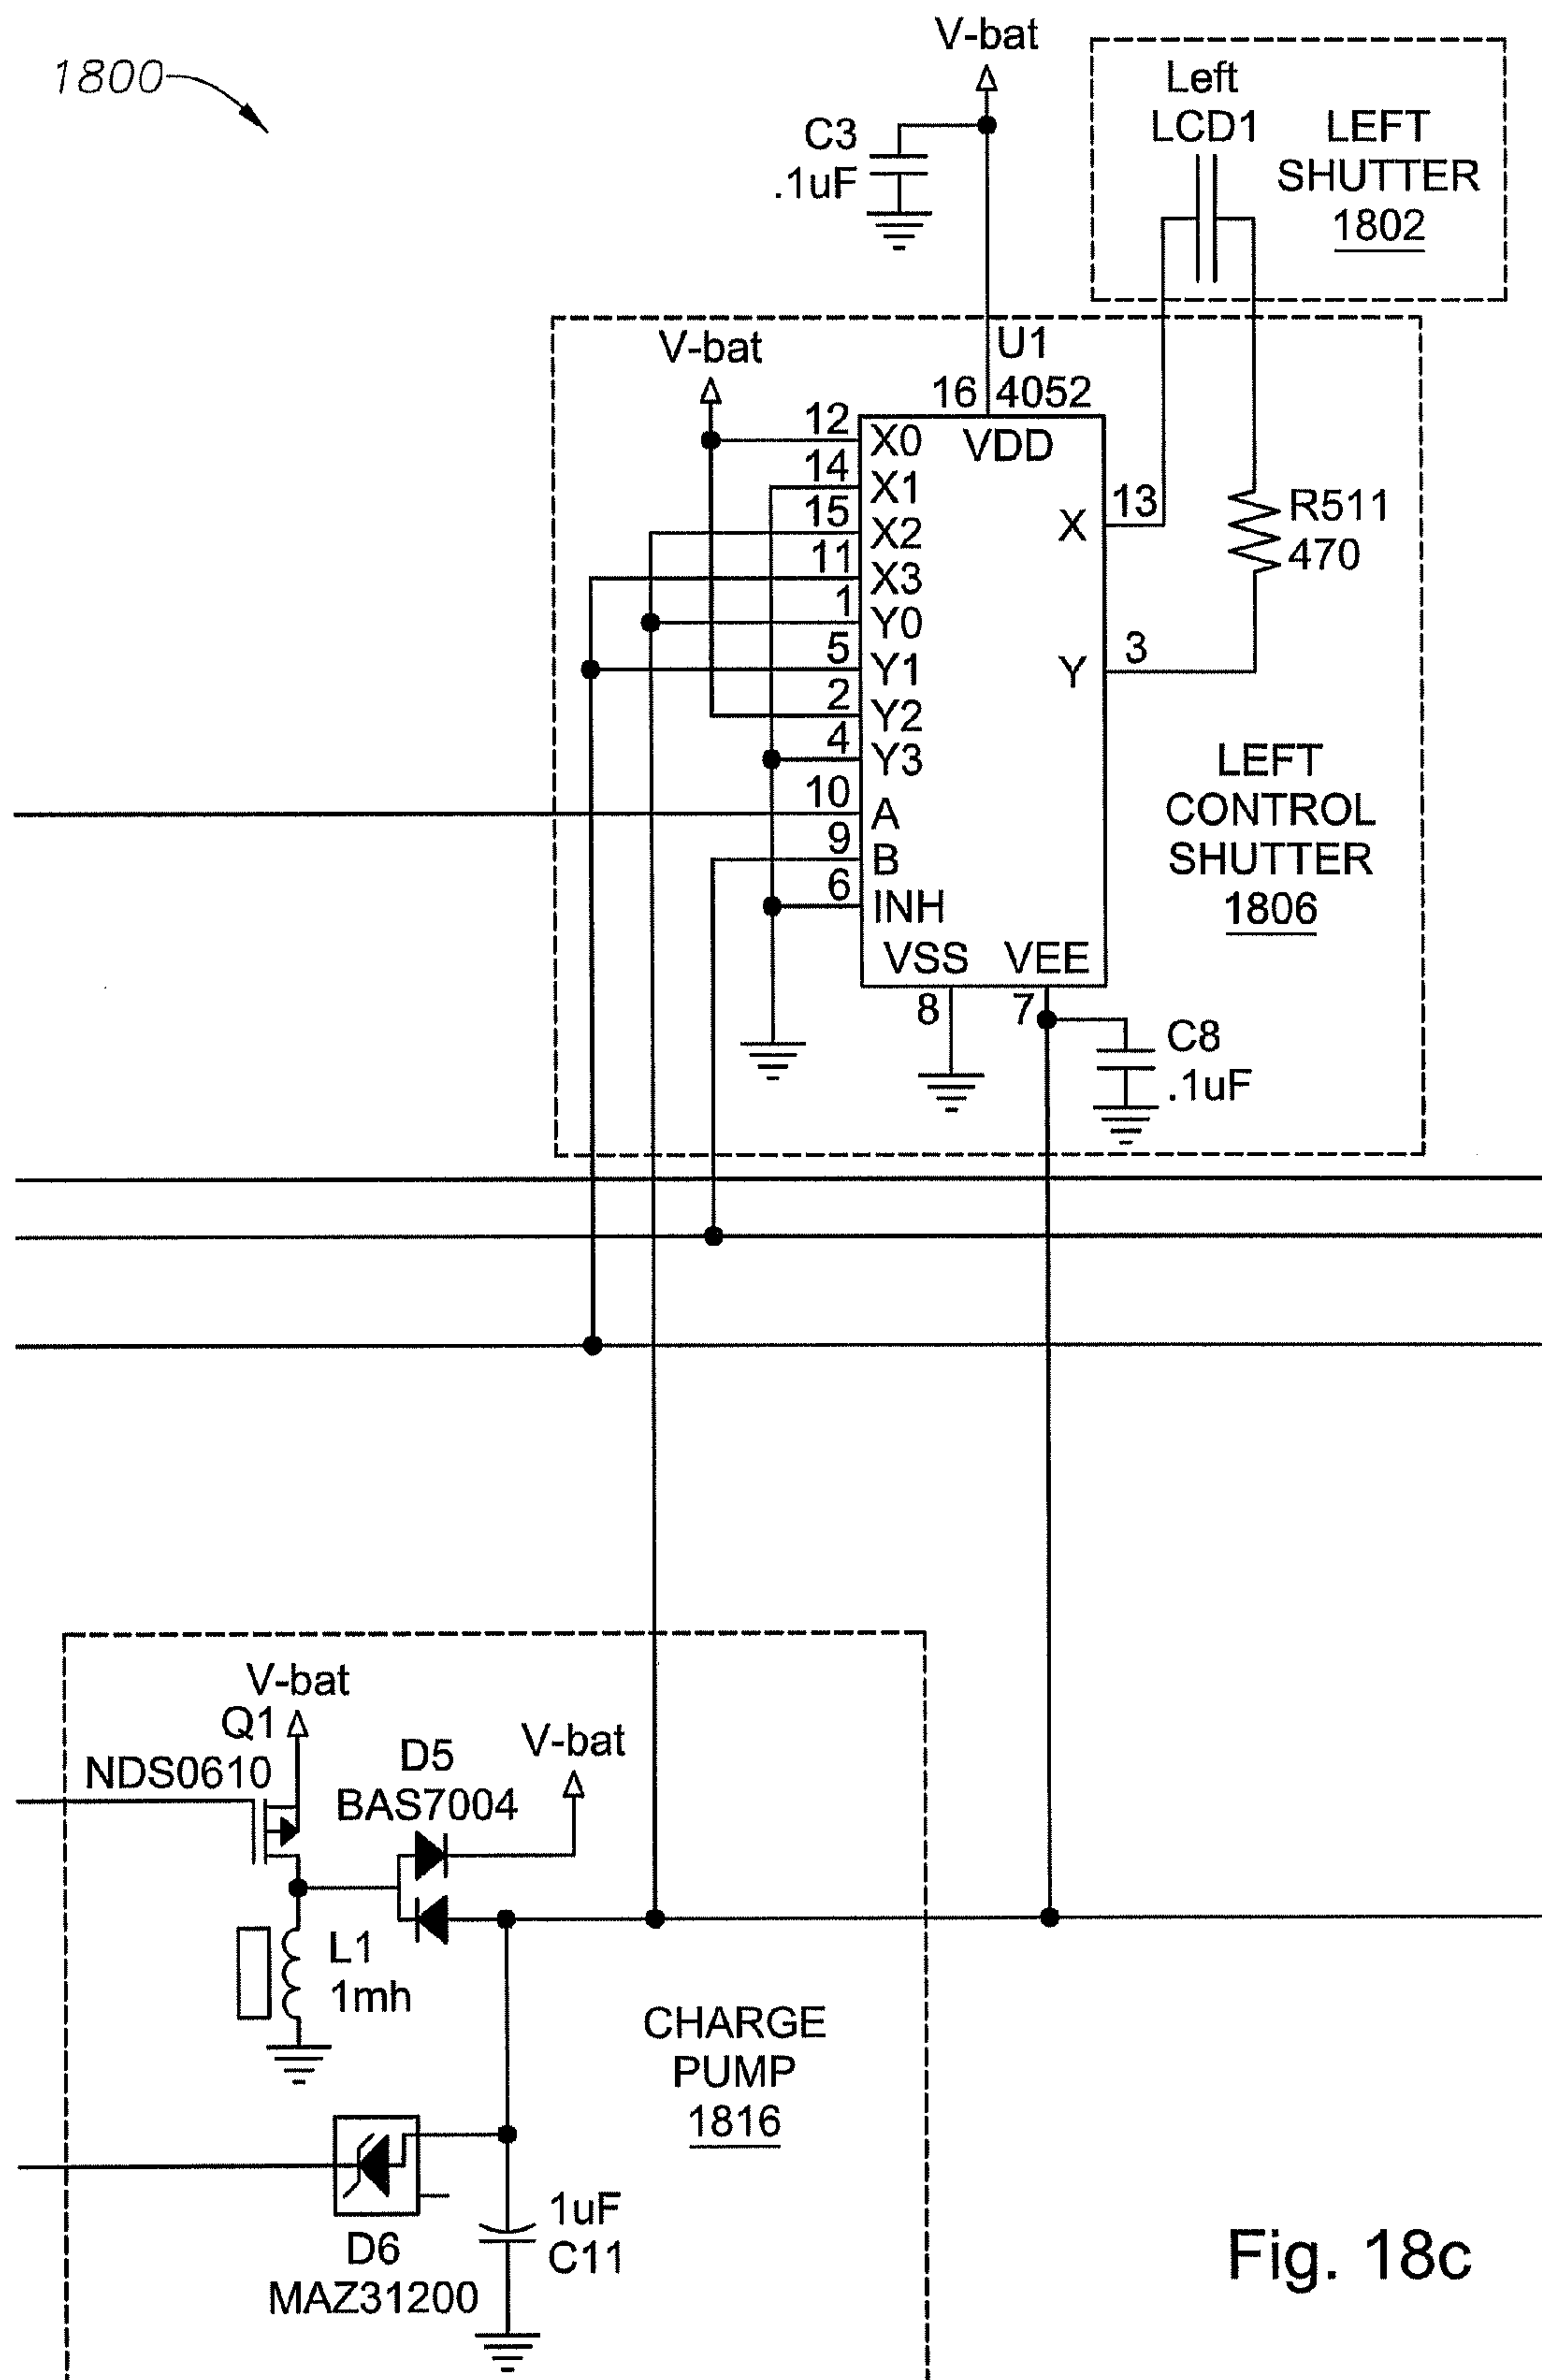 1800
V-bat
C3
.1uF
Left
LCD1
LEFT
SHUTTER
1802
V-bat
U1
16 4052
12 X0 VDD
14 X1
15 X2
11 X3
1 Y0
5 Y1
2 Y2
4 Y3
10 A
9 B
6 INH
X 13
R511
470
Y 3
VSS VEE
8 7
C8
.1uF
LEFT
CONTROL
SHUTTER
1806
V-bat
Q1
NDS0610
D5
BAS7004
V-bat
L1
1mh
CHARGE
PUMP
1816
D6
MAZ31200
1uF
C11
Fig. 18c